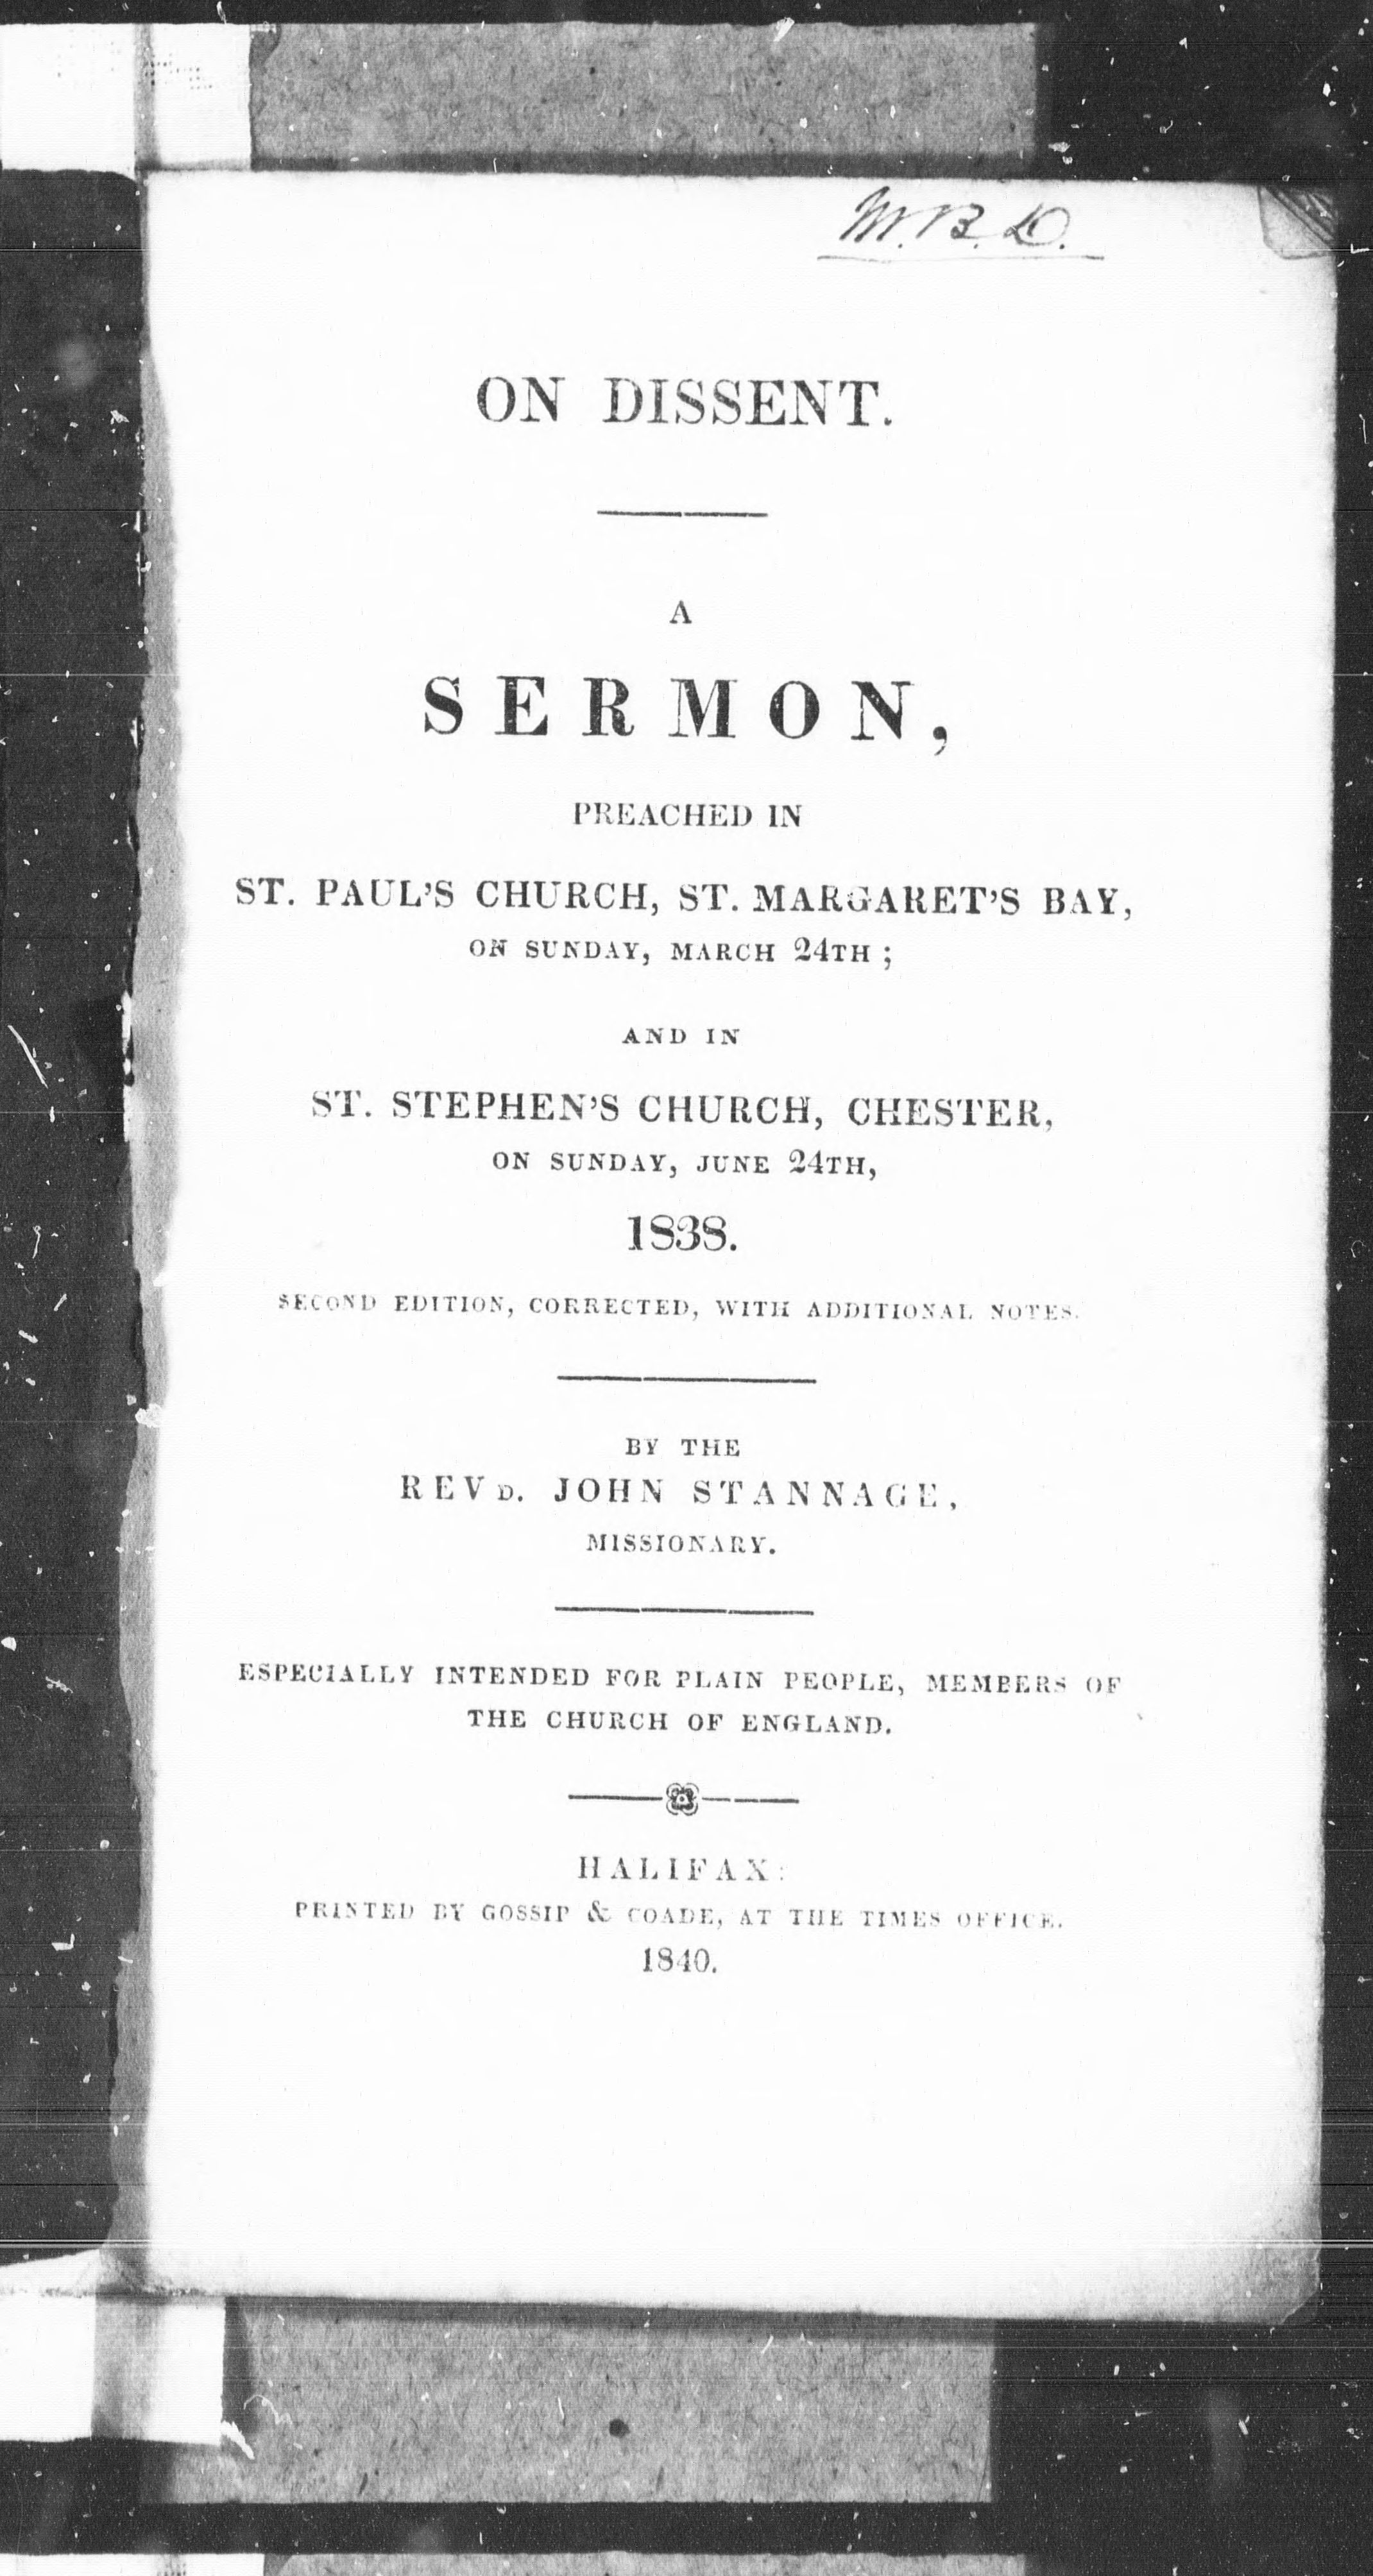 M.B.D.
ON DISSENT.
A
SERMON,
PREACHED IN
ST. PAUL'S CHURCH, ST. MARGARET'S BAY,
ON SUNDAY, MARCH 24TH ;
AND IN
ST. STEPHEN'S CHURCH, CHESTER,
ON SUNDAY, JUNE 24TH,
1838.
SECOND EDITION, CORRECTED, WITH ADDITIONAL NOTES.
BY THE
REVD. JOHN STANNAGE,
MISSIONARY.
ESPECIALLY INTENDED FOR PLAIN PEOPLE, MEMBERS OF
THE CHURCH OF ENGLAND.
HALIFAX:
PRINTED BY GOSSIP & COADE, AT THE TIMES OFFICE.
1840.